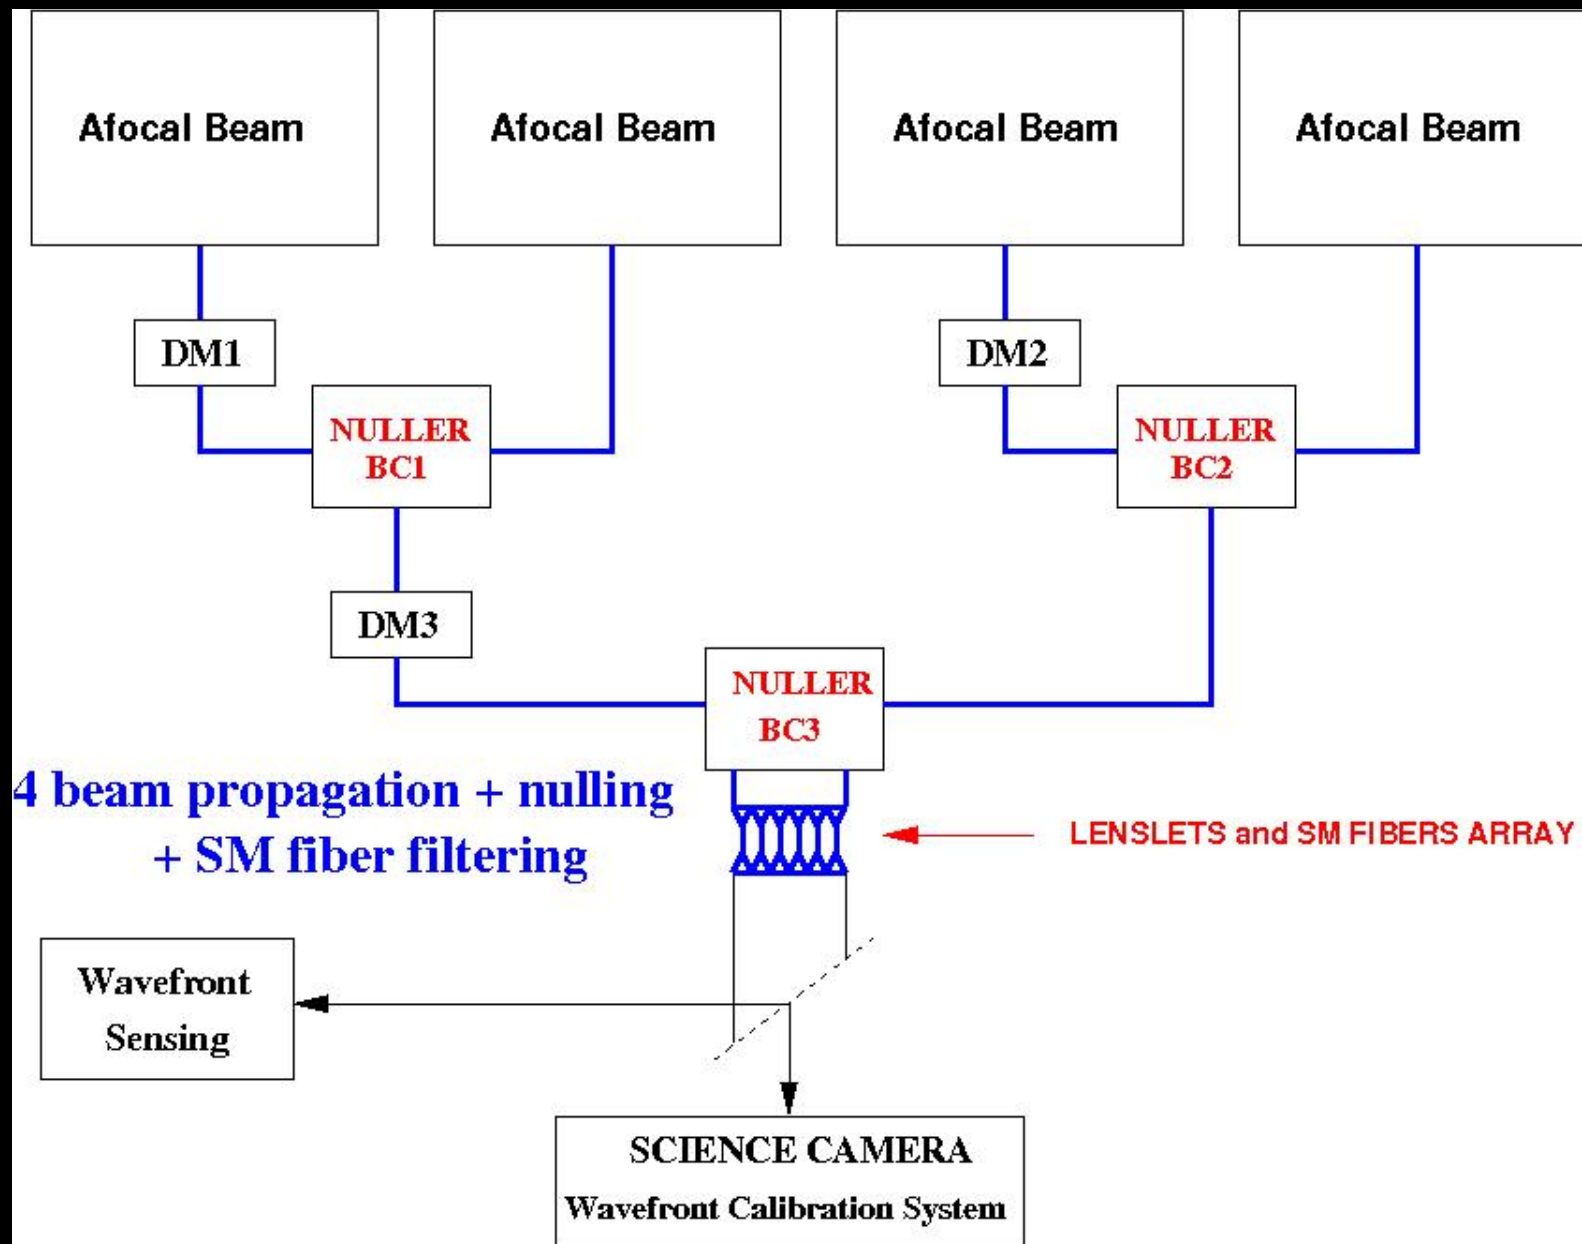 Afocal Beam
Afocal Beam
Afocal Beam
Afocal Beam
DM1
DM2
NULLER
BC1
NULLER
BC2
DM3
NULLER
BC3
4 beam propagation + nulling
+ SM fiber filtering
LENSLETS and SM FIBERS ARRAY
Wavefront
Sensing
SCIENCE CAMERA
Wavefront Calibration System